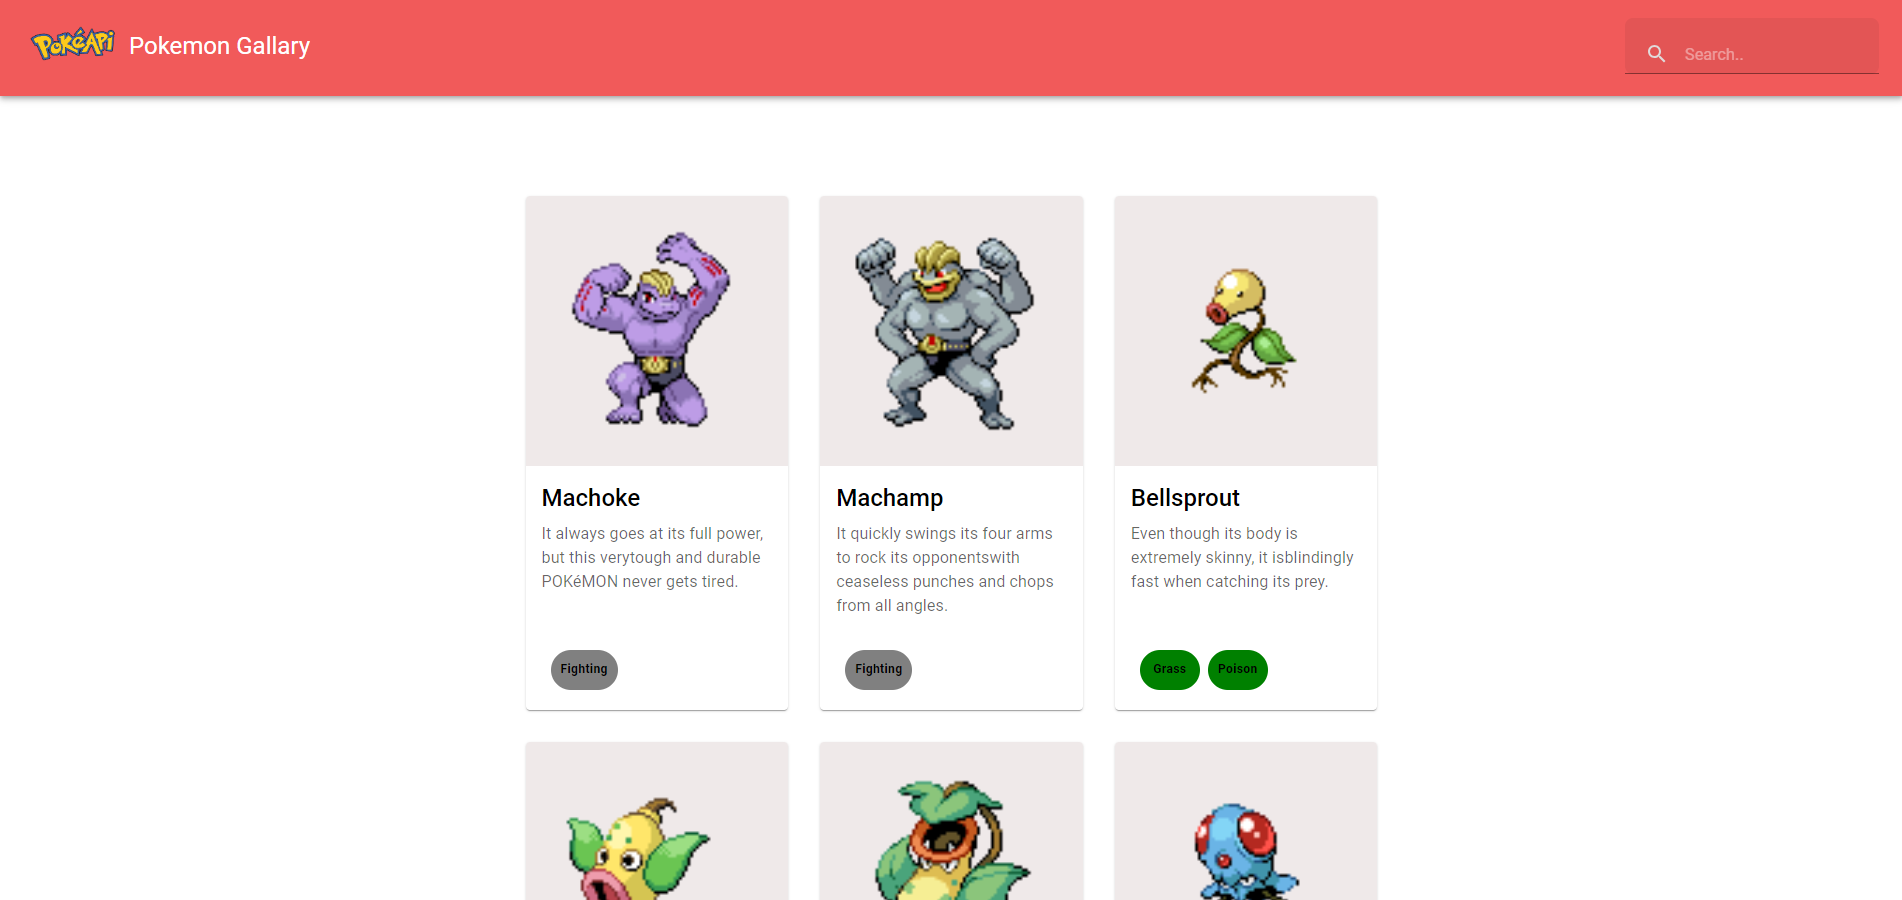 PokéAPi Pokemon Gallary
Search..
Machoke
It always goes at its full power,
but this verytough and durable
POKéMON never gets tired.
Fighting
Machamp
It quickly swings its four arms
to rock its opponentswith
ceaseless punches and chops
from all angles.
Fighting
Bellsprout
Even though its body is
extremely skinny, it isblindingly
fast when catching its prey.
Grass Poison